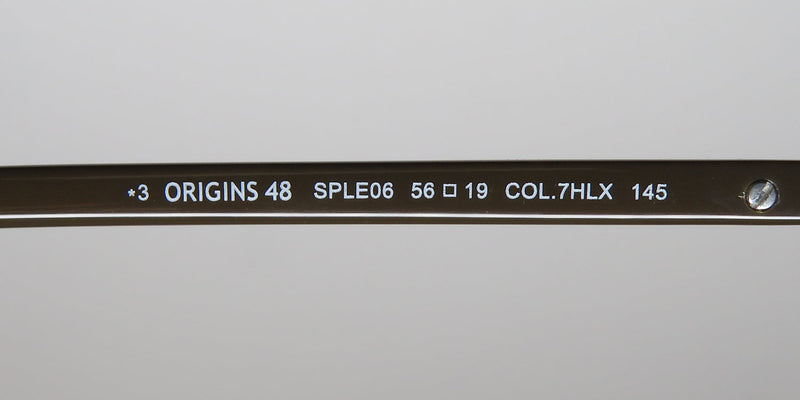 *3 ORIGINS 48 SPLE06 56□19 COL.7HLX 145